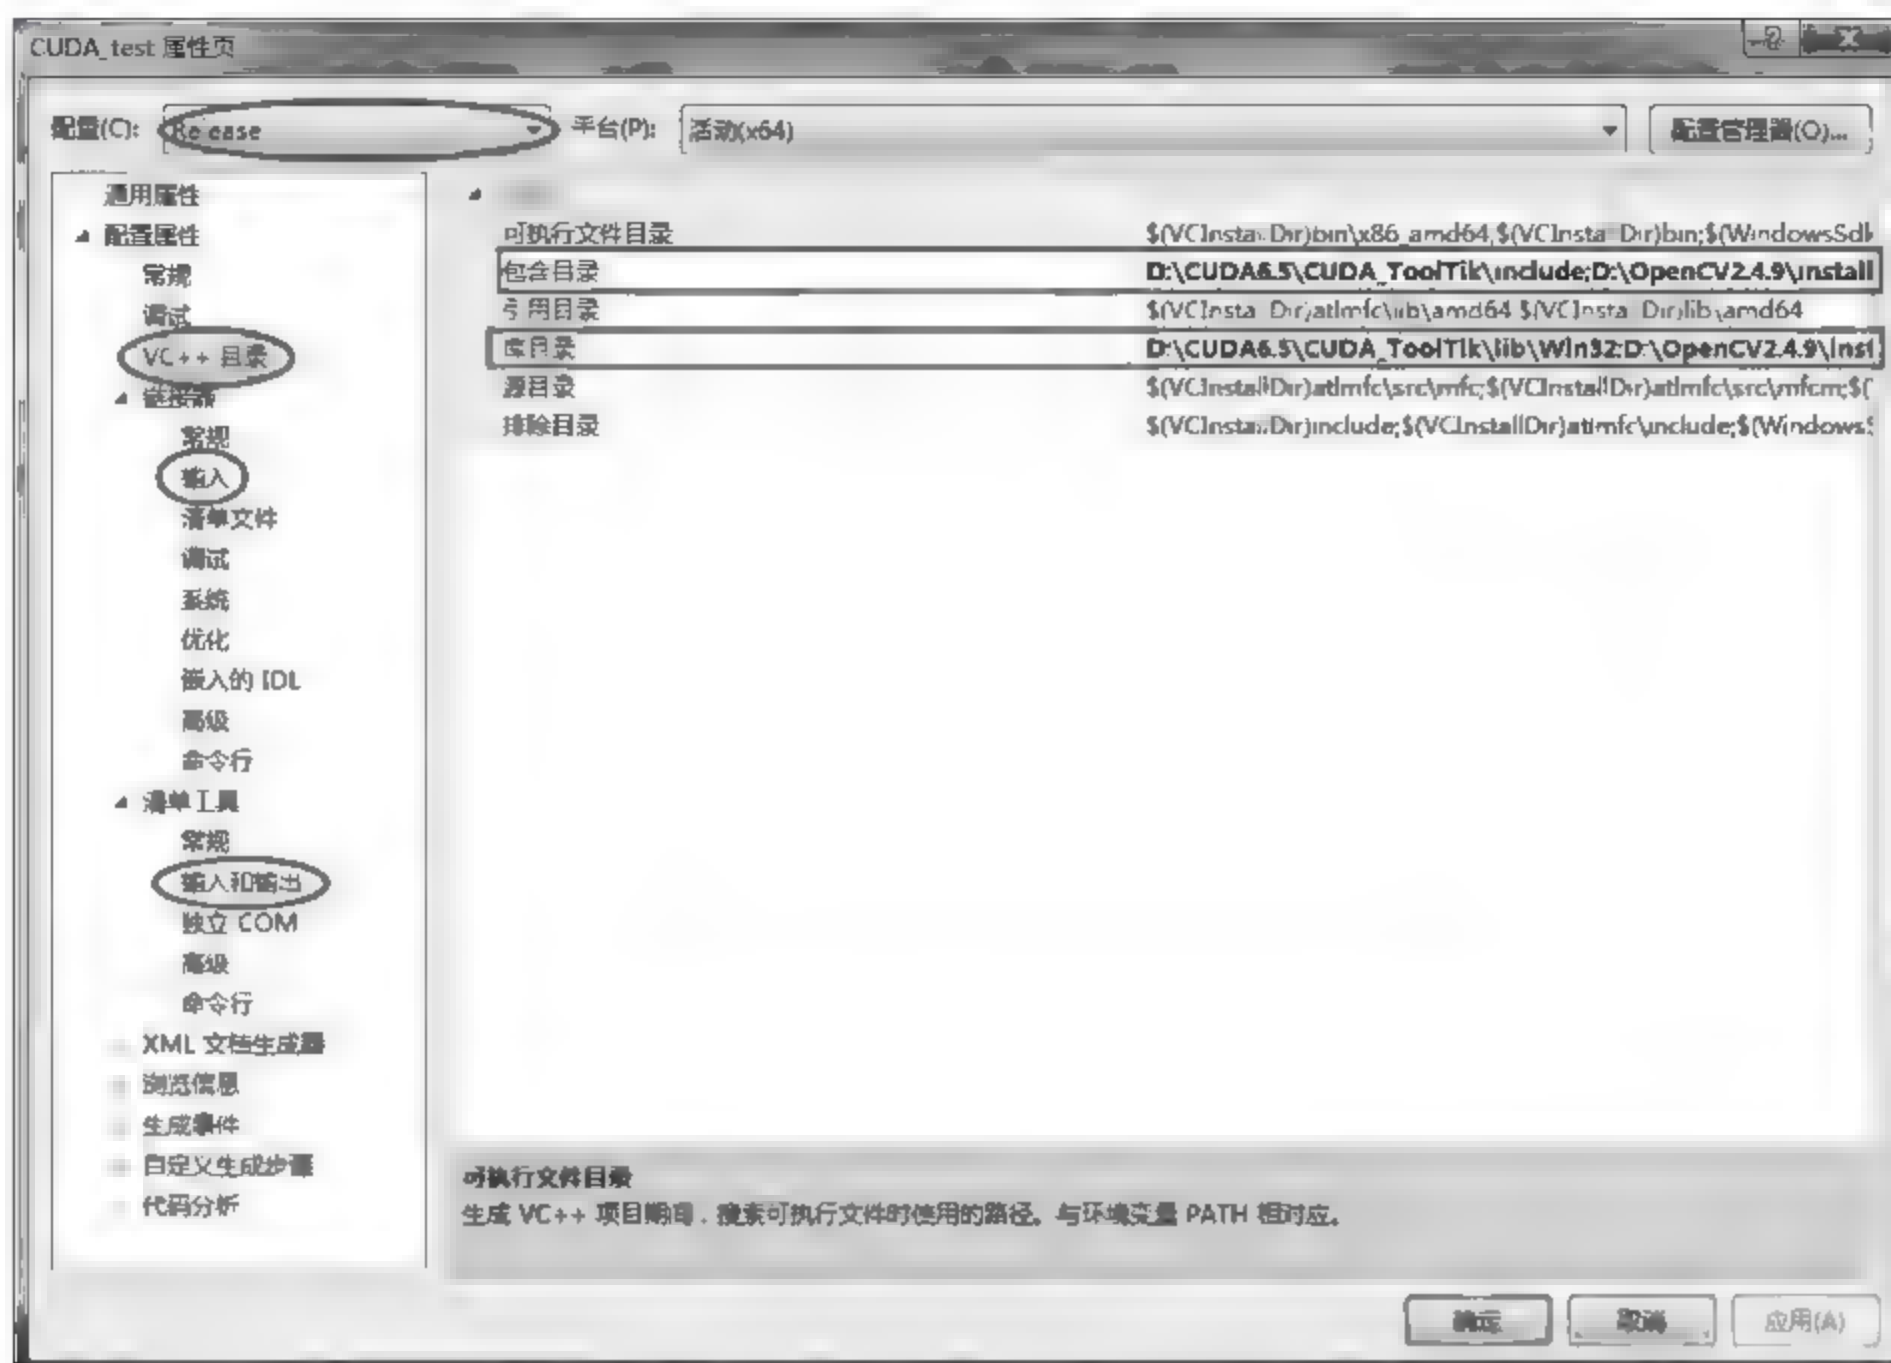 CUDA_test 属性页
配置(C): Release 平台(P): 活动(x64) 配置管理器(O)...
通用属性
配置属性
常规
调试
VC++ 目录
链接器
常规
输入
清单文件
调试
系统
优化
嵌入的 IDL
高级
命令行
清单工具
常规
输入和输出
独立 COM
高级
命令行
XML 文档生成器
浏览信息
生成事件
自定义生成步骤
代码分析
可执行文件目录 $(VCInstallDir)bin\x86_amd64;$(VCInstallDir)bin;$(WindowsSdk
包含目录 D:\CUDA6.5\CUDA_ToolTik\include;D:\OpenCV2.4.9\install
引用目录 $(VCInstallDir)atlmfc\lib\amd64;$(VCInstallDir)lib\amd64
库目录 D:\CUDA6.5\CUDA_ToolTik\lib\Win32;D:\OpenCV2.4.9\inst
源目录 $(VCInstallDir)atlmfc\src\mfc;$(VCInstallDir)atlmfc\src\mfcm;$(
排除目录 $(VCInstallDir)include;$(VCInstallDir)atlmfc\include;$(Windows
可执行文件目录
生成 VC++ 项目期间，搜索可执行文件时使用的路径。与环境变量 PATH 相对应。
确定 取消 应用(A)